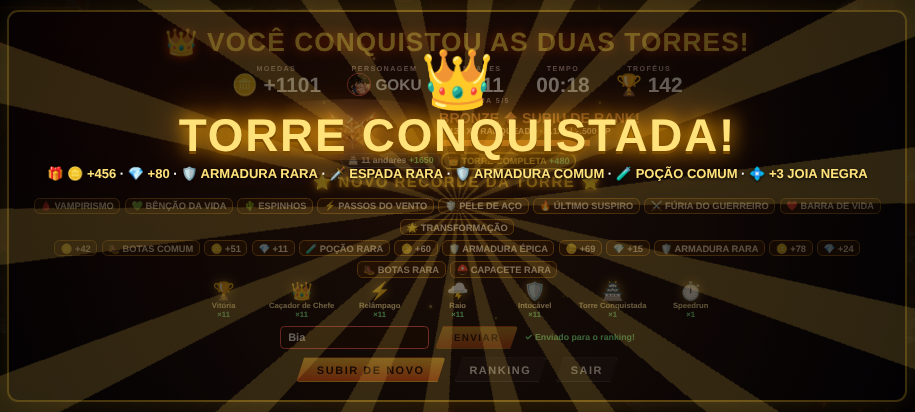 VOCÊ CONQUISTOU AS DUAS TORRES!
MOEDAS PERSONAGEM TEMPO TROFÉUS
+1101 GOKU 11 00:18 142
TORRE CONQUISTADA!
11 andares +1650 TORRE COMPLETA +480
+456 · +80 · ARMADURA RARA · ESPADA RARA · ARMADURA COMUM · POÇÃO COMUM · +3 JOIA NEGRA
NOVO RECORDE DA TORRE
VAMPIRISMO BÊNÇÃO DA VIDA ESPINHOS PASSOS DO VENTO PELE DE AÇO ÚLTIMO SUSPIRO FÚRIA DO GUERREIRO BARRA DE VIDA
TRANSFORMAÇÃO
+42 BOTAS COMUM +51 +11 POÇÃO RARA +60 ARMADURA ÉPICA +69 +15 ARMADURA RARA +78 +24
BOTAS RARA CAPACETE RARA
Vitória Caçador de Chefe Relâmpago Raio Intocável Torre Conquistada Speedrun
×11 ×11 ×11 ×11 ×11 ×1 ×1
Bia ENVIAR ✓ Enviado para o ranking!
SUBIR DE NOVO RANKING SAIR